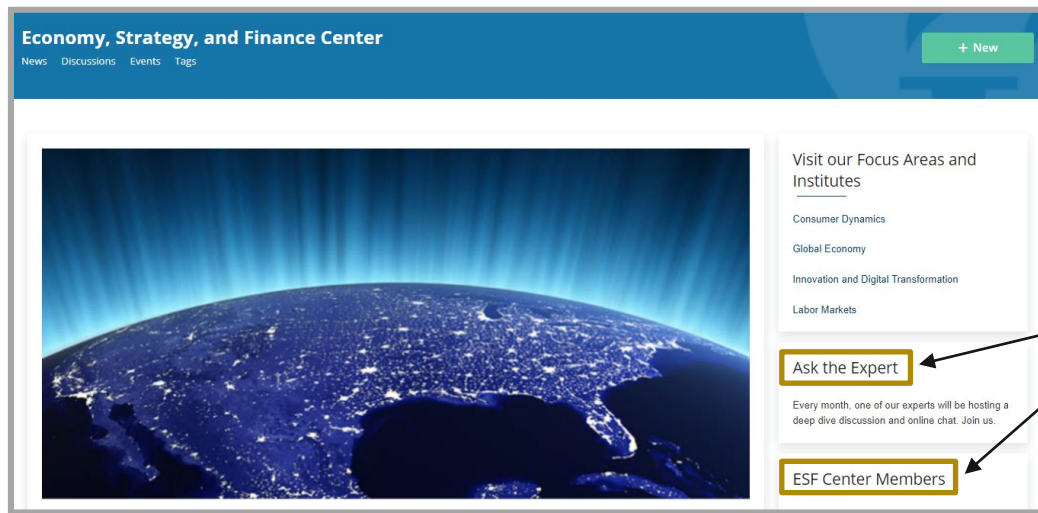 Economy, Strategy, and Finance Center
News Discussions Events Tags
+ New
Visit our Focus Areas and
Institutes
Consumer Dynamics
Global Economy
Innovation and Digital Transformation
Labor Markets
Ask the Expert
Every month, one of our experts will be hosting a
deep dive discussion and online chat. Join us.
ESF Center Members